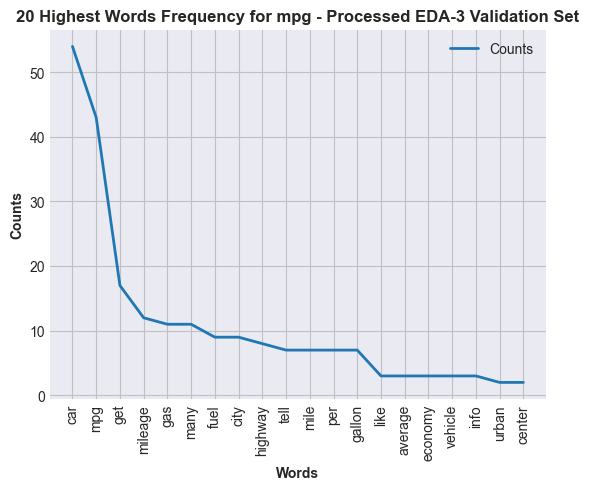 20 Highest Words Frequency for mpg - Processed EDA-3 Validation Set
Counts
Counts
50
40
30
20
10
0
car
mpg
get
mileage
gas
many
fuel
city
highway
tell
mile
per
gallon
like
average
economy
vehicle
info
urban
center
Words